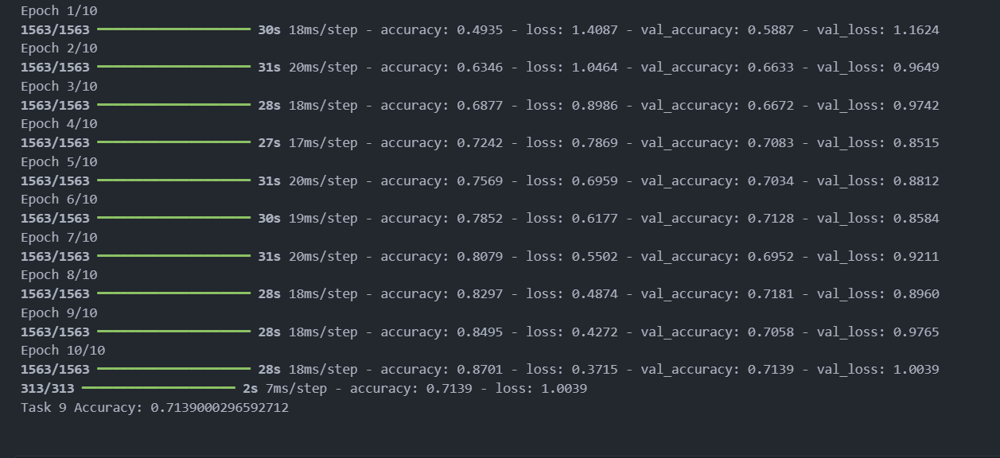 Epoch 1/10
1563/1563 30s 18ms/step - accuracy: 0.4935 - loss: 1.4087 - val_accuracy: 0.5887 - val_loss: 1.1624
Epoch 2/10
1563/1563 31s 20ms/step - accuracy: 0.6346 - loss: 1.0464 - val_accuracy: 0.6633 - val_loss: 0.9649
Epoch 3/10
1563/1563 28s 18ms/step - accuracy: 0.6877 - loss: 0.8986 - val_accuracy: 0.6672 - val_loss: 0.9742
Epoch 4/10
1563/1563 27s 17ms/step - accuracy: 0.7242 - loss: 0.7869 - val_accuracy: 0.7083 - val_loss: 0.8515
Epoch 5/10
1563/1563 31s 20ms/step - accuracy: 0.7569 - loss: 0.6959 - val_accuracy: 0.7034 - val_loss: 0.8812
Epoch 6/10
1563/1563 30s 19ms/step - accuracy: 0.7852 - loss: 0.6177 - val_accuracy: 0.7128 - val_loss: 0.8584
Epoch 7/10
1563/1563 31s 20ms/step - accuracy: 0.8079 - loss: 0.5502 - val_accuracy: 0.6952 - val_loss: 0.9211
Epoch 8/10
1563/1563 28s 18ms/step - accuracy: 0.8297 - loss: 0.4874 - val_accuracy: 0.7181 - val_loss: 0.8960
Epoch 9/10
1563/1563 28s 18ms/step - accuracy: 0.8495 - loss: 0.4272 - val_accuracy: 0.7058 - val_loss: 0.9765
Epoch 10/10
1563/1563 28s 18ms/step - accuracy: 0.8701 - loss: 0.3715 - val_accuracy: 0.7139 - val_loss: 1.0039
313/313 2s 7ms/step - accuracy: 0.7139 - loss: 1.0039
Task 9 Accuracy: 0.7139000296592712